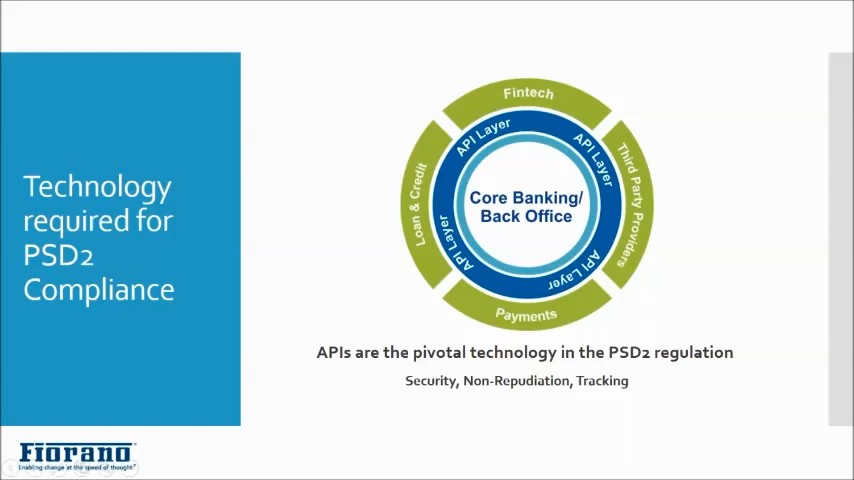 Technology
required for
PSD2
Compliance
Fintech
API Layer
API Layer
Loan & Credit
Third Party Providers
Core Banking/
Back Office
API Layer
API Layer
Payments
APIs are the pivotal technology in the PSD2 regulation
Security, Non-Repudiation, Tracking
Fiorano
Enabling change at the speed of thought